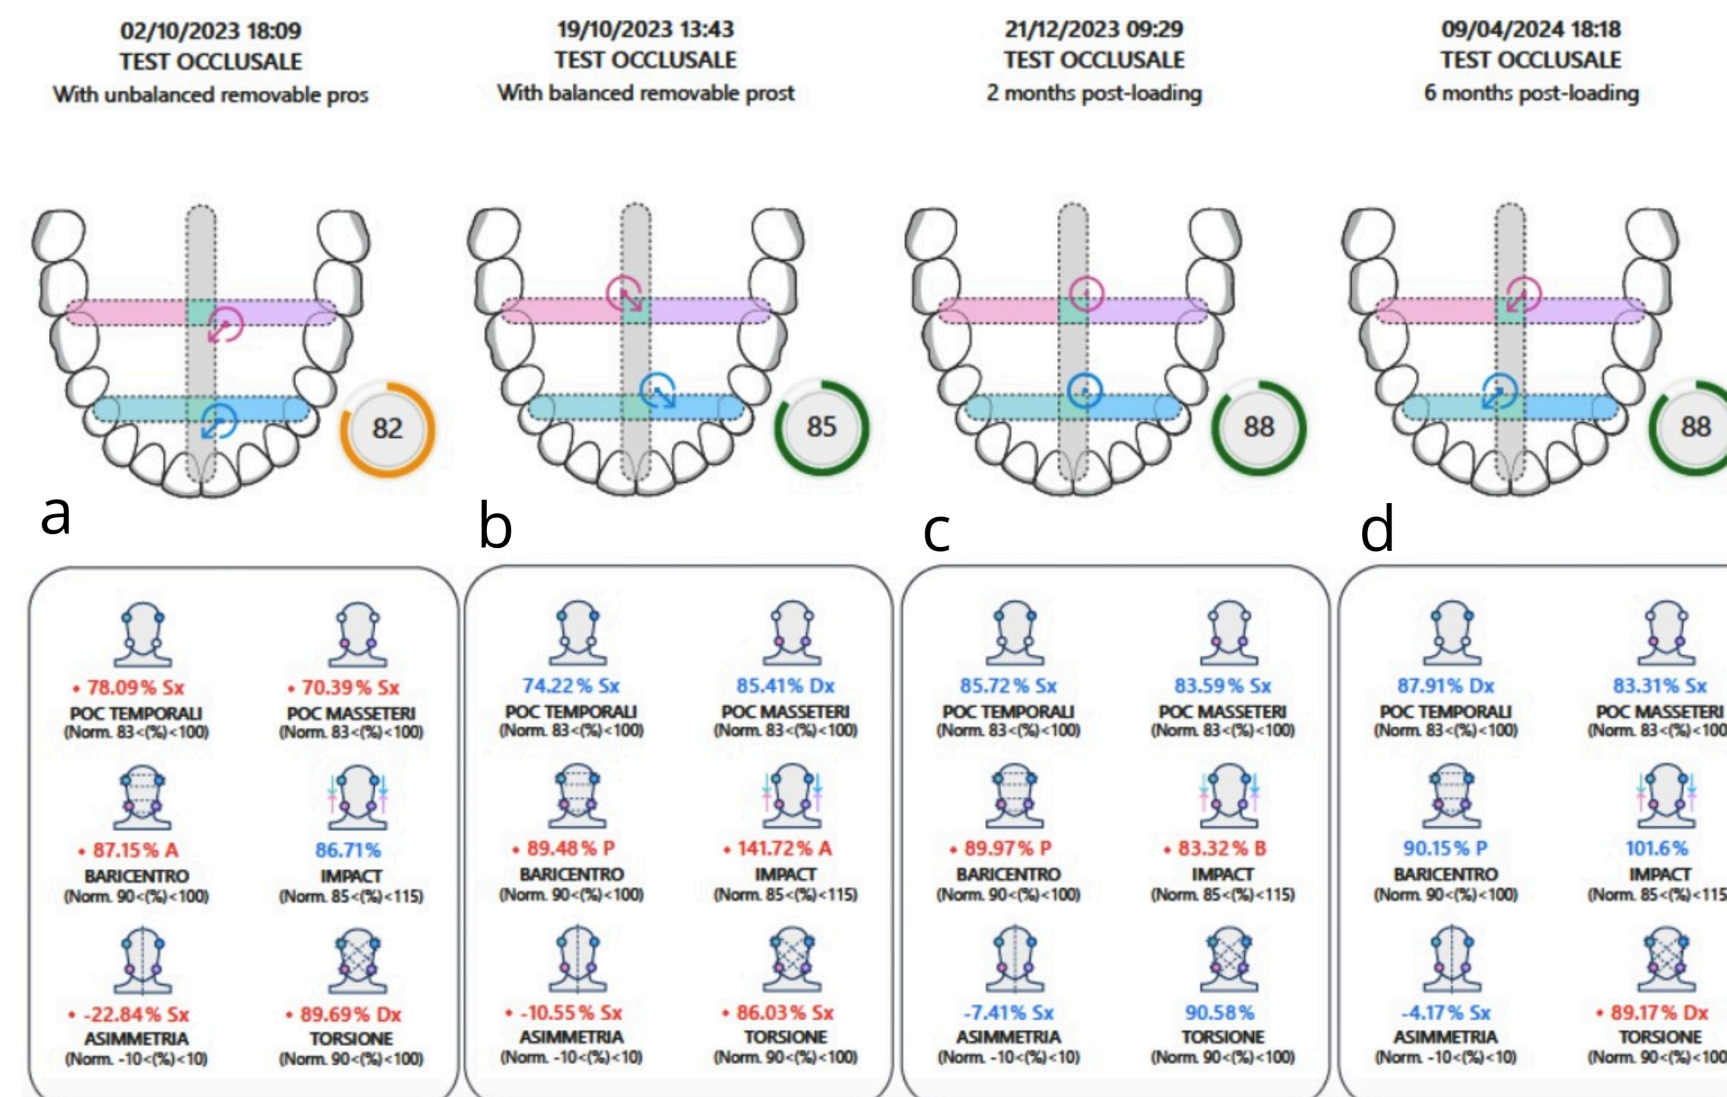 02/10/2023 18:09
TEST OCCLUSALE
With unbalanced removable pros
82
a
• 78.09% Sx
POC TEMPORALI
(Norm. 83<(%)<100)
• 70.39% Sx
POC MASSETERI
(Norm. 83<(%)<100)
• 87.15% A
BARICENTRO
(Norm. 90<(%)<100)
86.71%
IMPACT
(Norm. 85<(%)<115)
• -22.84% Sx
ASIMMETRIA
(Norm. -10<(%)<10)
• 89.69% Dx
TORSIONE
(Norm. 90<(%)<100)
19/10/2023 13:43
TEST OCCLUSALE
With balanced removable prost
85
b
74.22% Sx
POC TEMPORALI
(Norm. 83<(%)<100)
85.41% Dx
POC MASSETERI
(Norm. 83<(%)<100)
• 89.48% P
BARICENTRO
(Norm. 90<(%)<100)
• 141.72% A
IMPACT
(Norm. 85<(%)<115)
• -10.55% Sx
ASIMMETRIA
(Norm. -10<(%)<10)
• 86.03% Sx
TORSIONE
(Norm. 90<(%)<100)
21/12/2023 09:29
TEST OCCLUSALE
2 months post-loading
88
c
85.72% Sx
POC TEMPORALI
(Norm. 83<(%)<100)
83.59% Sx
POC MASSETERI
(Norm. 83<(%)<100)
• 89.97% P
BARICENTRO
(Norm. 90<(%)<100)
• 83.32% B
IMPACT
(Norm. 85<(%)<115)
-7.41% Sx
ASIMMETRIA
(Norm. -10<(%)<10)
90.58%
TORSIONE
(Norm. 90<(%)<100)
09/04/2024 18:18
TEST OCCLUSALE
6 months post-loading
88
d
87.91% Dx
POC TEMPORALI
(Norm. 83<(%)<100)
83.31% Sx
POC MASSETERI
(Norm. 83<(%)<100
90.15% P
BARICENTRO
(Norm. 90<(%)<100)
101.6%
IMPACT
(Norm. 85<(%)<115
-4.17% Sx
ASIMMETRIA
(Norm. -10<(%)<10)
• 89.17% Dx
TORSIONE
(Norm. 90<(%)<100